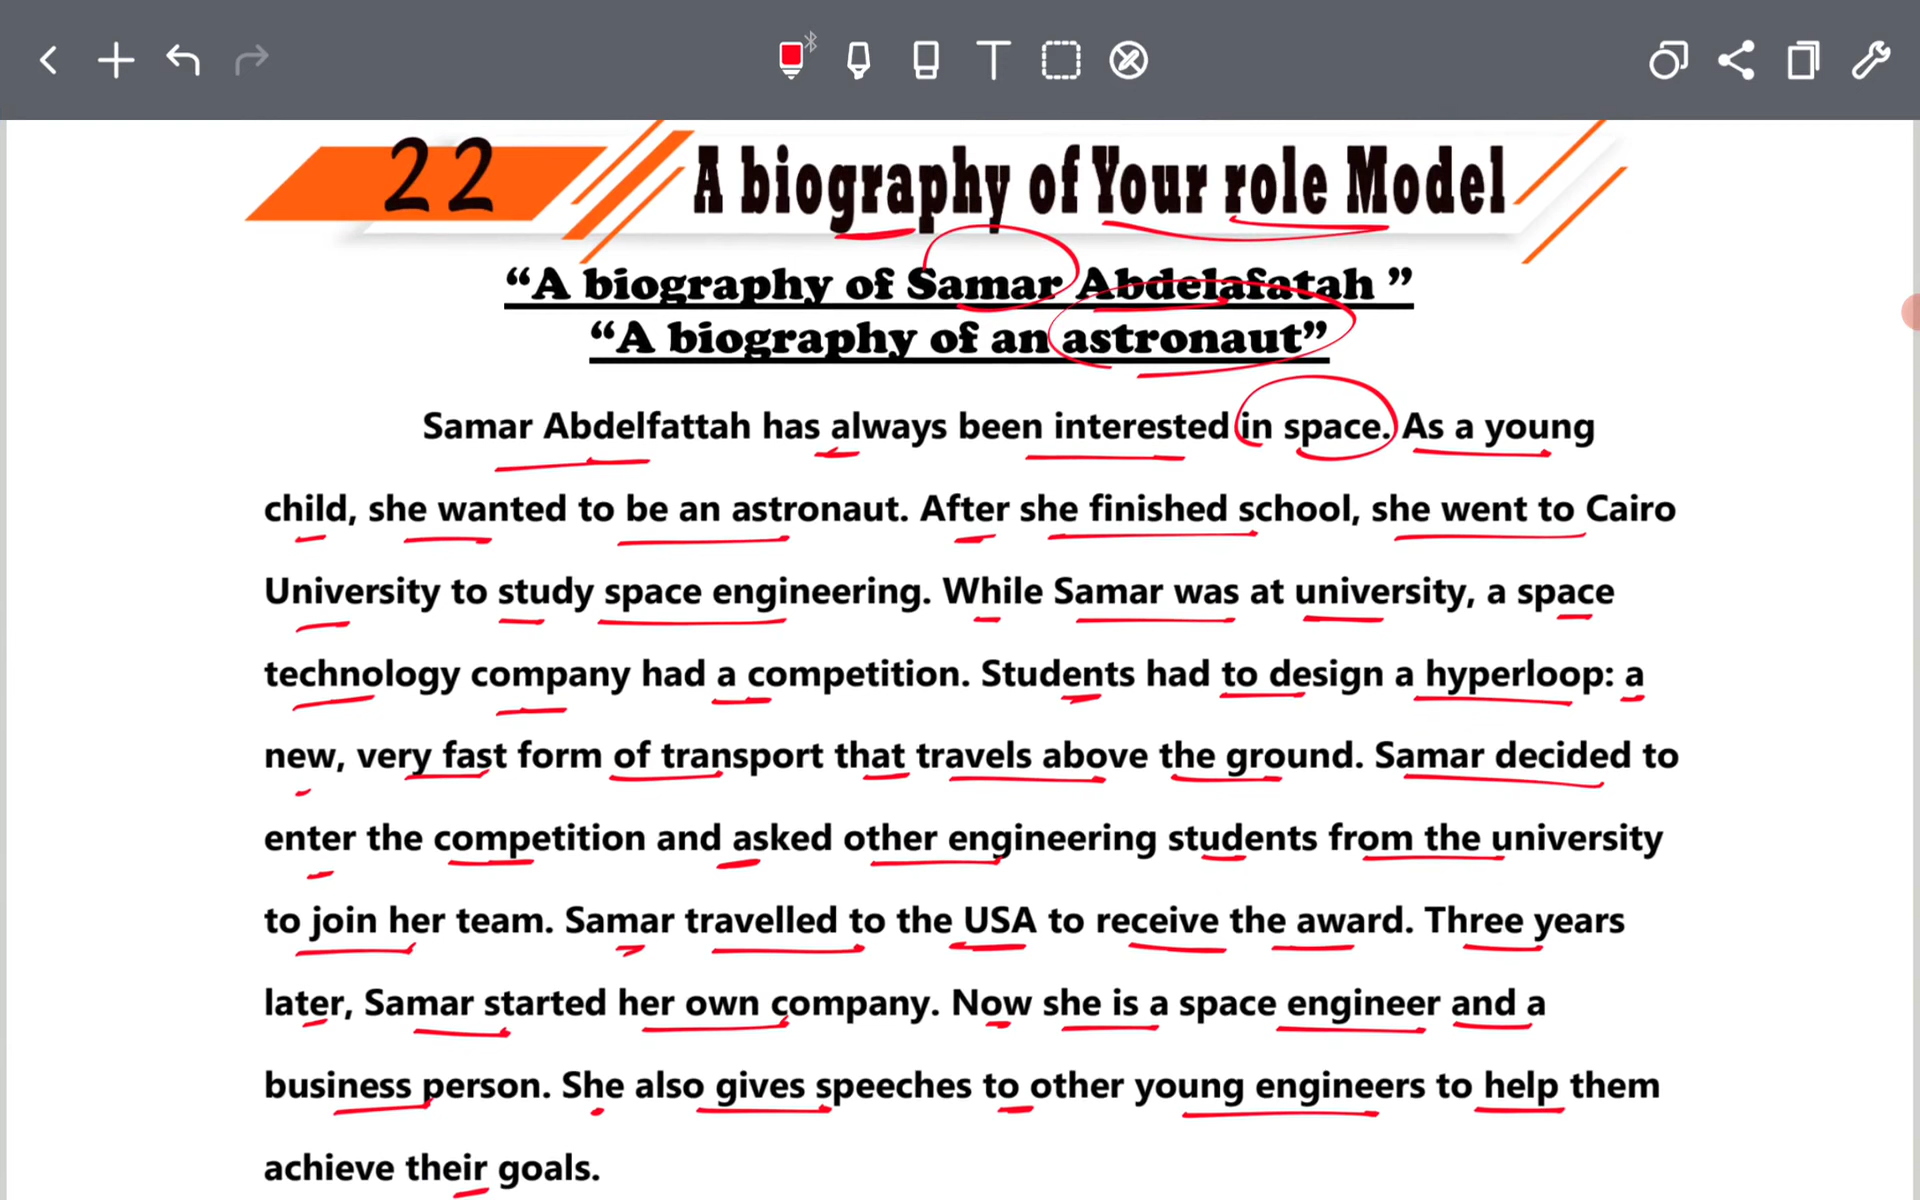 22
A biography of Your role Model
“A biography of Samar Abdelafatah ”
“A biography of an astronaut”
Samar Abdelfattah has always been interested in space. As a young
child, she wanted to be an astronaut. After she finished school, she went to Cairo
University to study space engineering. While Samar was at university, a space
technology company had a competition. Students had to design a hyperloop: a
new, very fast form of transport that travels above the ground. Samar decided to
enter the competition and asked other engineering students from the university
to join her team. Samar travelled to the USA to receive the award. Three years
later, Samar started her own company. Now she is a space engineer and a
business person. She also gives speeches to other young engineers to help them
achieve their goals.